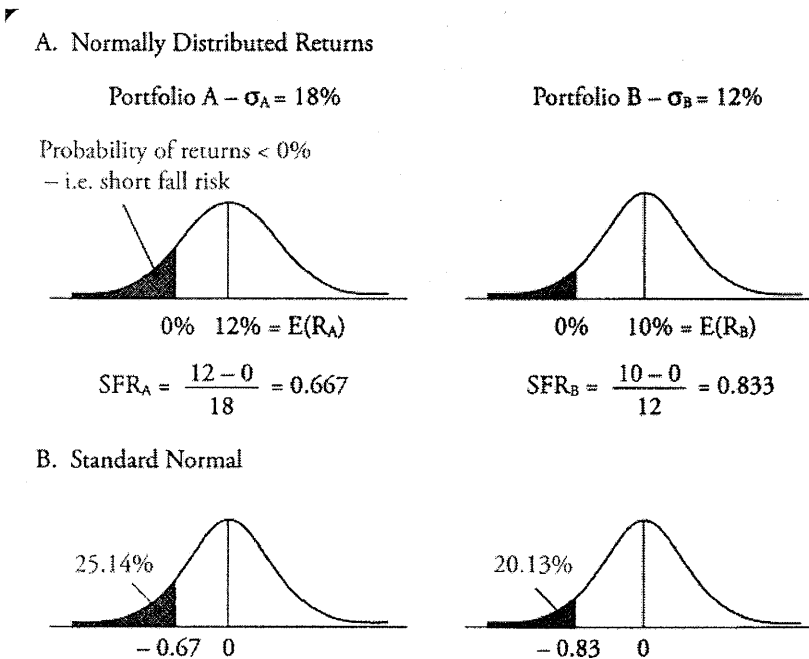 A. Normally Distributed Returns
Portfolio A – σA = 18%
Portfolio B – σB = 12%
Probability of returns < 0%
– i.e. short fall risk
0% 12% = E(RA)
0% 10% = E(RB)
SFRA = 12 – 0 / 18 = 0.667
SFRB = 10 – 0 / 12 = 0.833
B. Standard Normal
25.14%
20.13%
– 0.67 0
– 0.83 0